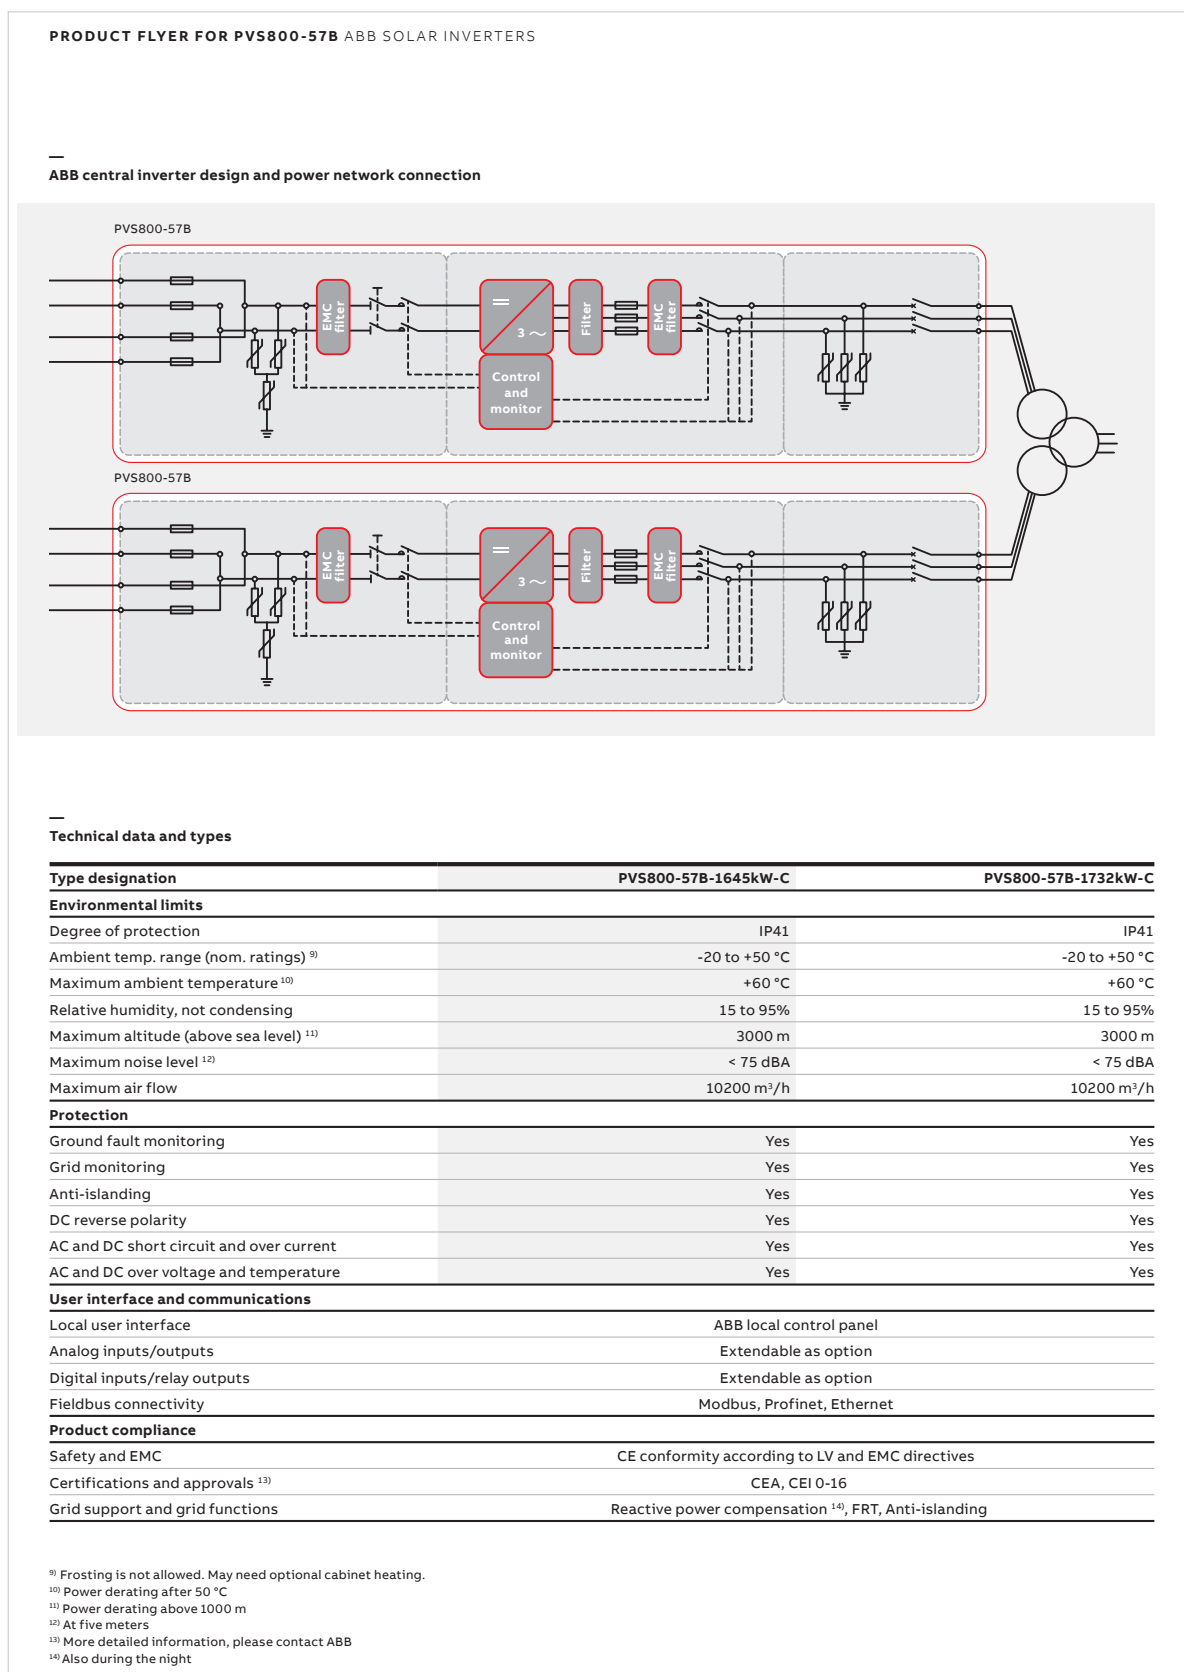 PRODUCT FLYER FOR PVS800-57B ABB SOLAR INVERTERS
—
ABB central inverter design and power network connection
PVS800-57B
EMC filter
3 ~
Filter
EMC filter
Control
and
monitor
PVS800-57B
EMC filter
3 ~
Filter
EMC filter
Control
and
monitor
—
Technical data and types
Type designation PVS800-57B-1645kW-C PVS800-57B-1732kW-C
Environmental limits
Degree of protection IP41 IP41
Ambient temp. range (nom. ratings) ⁹⁾ -20 to +50 °C -20 to +50 °C
Maximum ambient temperature ¹⁰⁾ +60 °C +60 °C
Relative humidity, not condensing 15 to 95% 15 to 95%
Maximum altitude (above sea level) ¹¹⁾ 3000 m 3000 m
Maximum noise level ¹²⁾ < 75 dBA < 75 dBA
Maximum air flow 10200 m³/h 10200 m³/h
Protection
Ground fault monitoring Yes Yes
Grid monitoring Yes Yes
Anti-islanding Yes Yes
DC reverse polarity Yes Yes
AC and DC short circuit and over current Yes Yes
AC and DC over voltage and temperature Yes Yes
User interface and communications
Local user interface ABB local control panel
Analog inputs/outputs Extendable as option
Digital inputs/relay outputs Extendable as option
Fieldbus connectivity Modbus, Profinet, Ethernet
Product compliance
Safety and EMC CE conformity according to LV and EMC directives
Certifications and approvals ¹³⁾ CEA, CEI 0-16
Grid support and grid functions Reactive power compensation ¹⁴⁾, FRT, Anti-islanding
⁹⁾ Frosting is not allowed. May need optional cabinet heating.
¹⁰⁾ Power derating after 50 °C
¹¹⁾ Power derating above 1000 m
¹²⁾ At five meters
¹³⁾ More detailed information, please contact ABB
¹⁴⁾ Also during the night